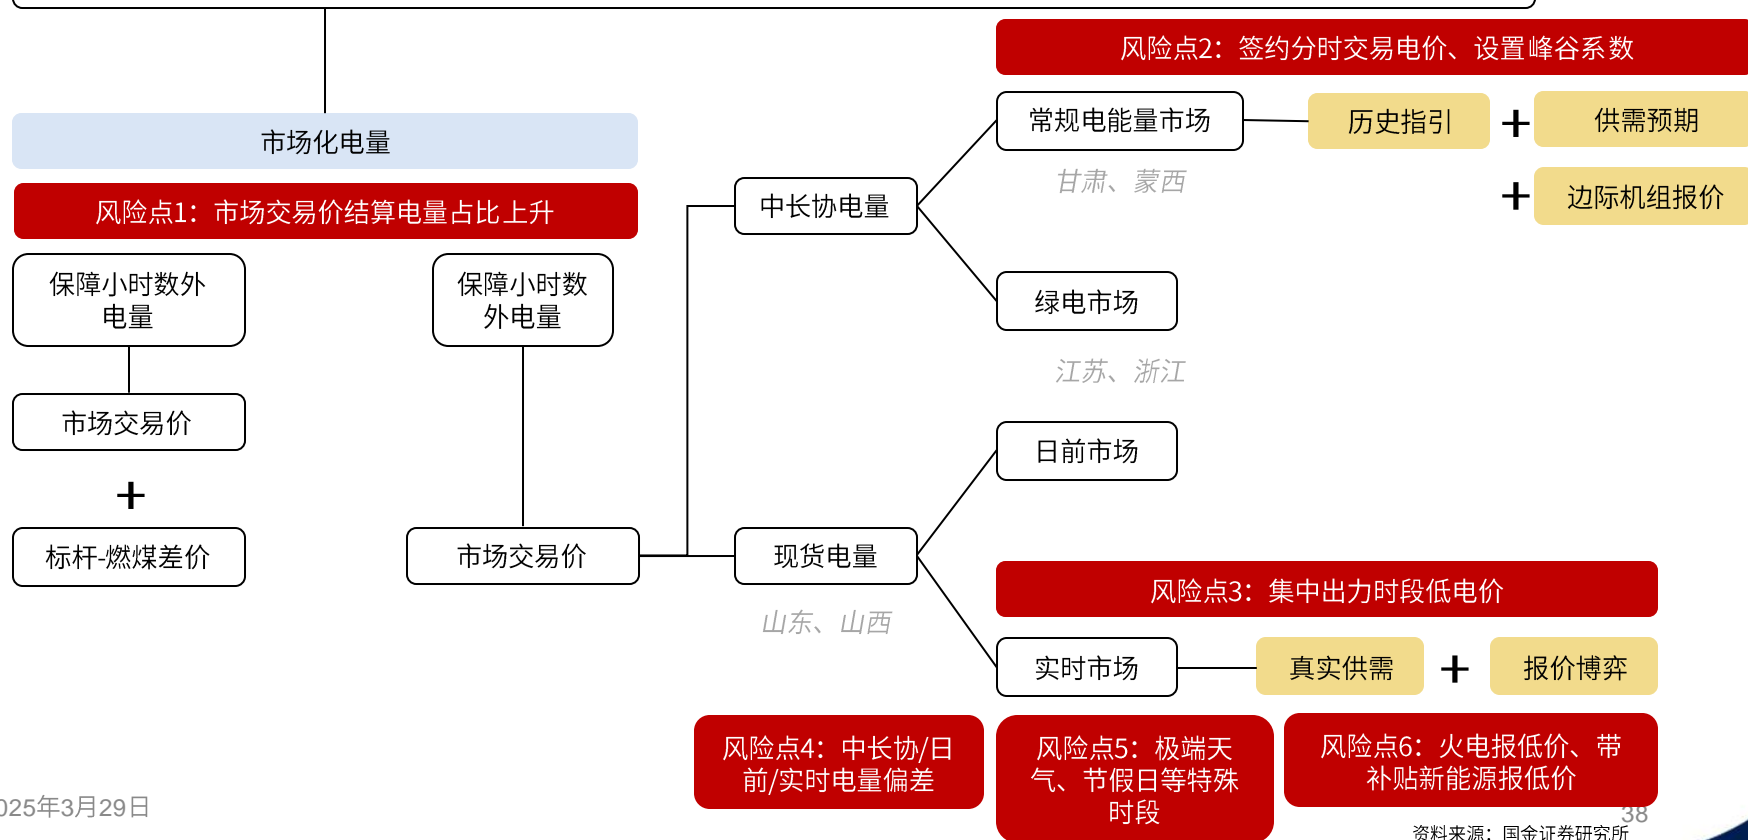 风险点2：签约分时交易电价、设置峰谷系数
市场化电量
常规电能量市场
历史指引
+
供需预期
风险点1：市场交易价结算电量占比上升
甘肃、蒙西
中长协电量
+
边际机组报价
保障小时数外
电量
保障小时数
外电量
绿电市场
江苏、浙江
市场交易价
日前市场
+
标杆-燃煤差价
市场交易价
现货电量
风险点3：集中出力时段低电价
山东、山西
实时市场
真实供需
+
报价博弈
风险点4：中长协/日
前/实时电量偏差
风险点5：极端天
气、节假日等特殊
时段
风险点6：火电报低价、带
补贴新能源报低价
025年3月29日
38
资料来源：国金证券研究所